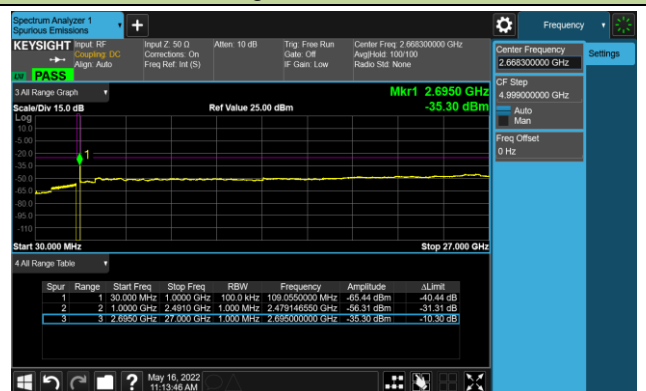 Spectrum Analyzer 1
Spurious Emissions
Frequency
KEYSIGHT
Input: RF
Coupling: DC
Align: Auto
Input Z: 50 Ω
Corrections: On
Freq Ref: Int (S)
Atten: 10 dB
Trig: Free Run
Gate: Off
IF Gain: Low
Center Freq: 2.668300000 GHz
Avg|Hold: 100/100
Radio Std: None
PASS
Center Frequency
2.668300000 GHz
Settings
CF Step
4.999000000 GHz
Auto
Man
Freq Offset
0 Hz
3 All Range Graph
Mkr1 2.6950 GHz
Scale/Div 15.0 dB
Ref Value 25.00 dBm
-35.30 dBm
Log
10.0
-5.00
-20.0
-35.0
-50.0
-65.0
-80.0
-95.0
-110
1
Start 30.000 MHz
Stop 27.000 GHz
4 All Range Table
Spur Range Start Freq Stop Freq RBW Frequency Amplitude ΔLimit
1 1 30.000 MHz 1.0000 GHz 100.0 kHz 109.0550000 MHz -65.44 dBm -40.44 dB
2 2 1.0000 GHz 2.4910 GHz 1.000 MHz 2.479146550 GHz -56.31 dBm -31.31 dB
3 3 2.6950 GHz 27.000 GHz 1.000 MHz 2.695000000 GHz -35.30 dBm -10.30 dB
?
May 16, 2022
11:13:46 AM